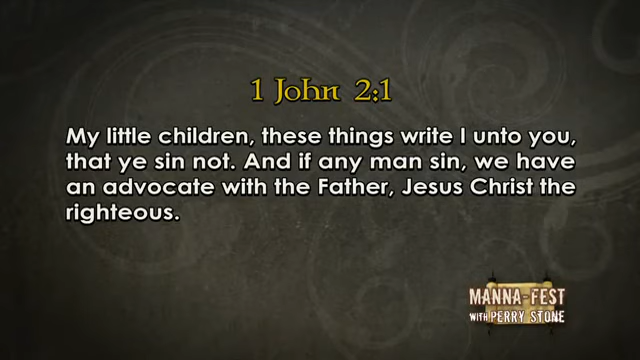 1 John 2:1
My little children, these things write I unto you,
that ye sin not. And if any man sin, we have
an advocate with the Father, Jesus Christ the
righteous.
MANNA-FEST
WITH PERRY STONE